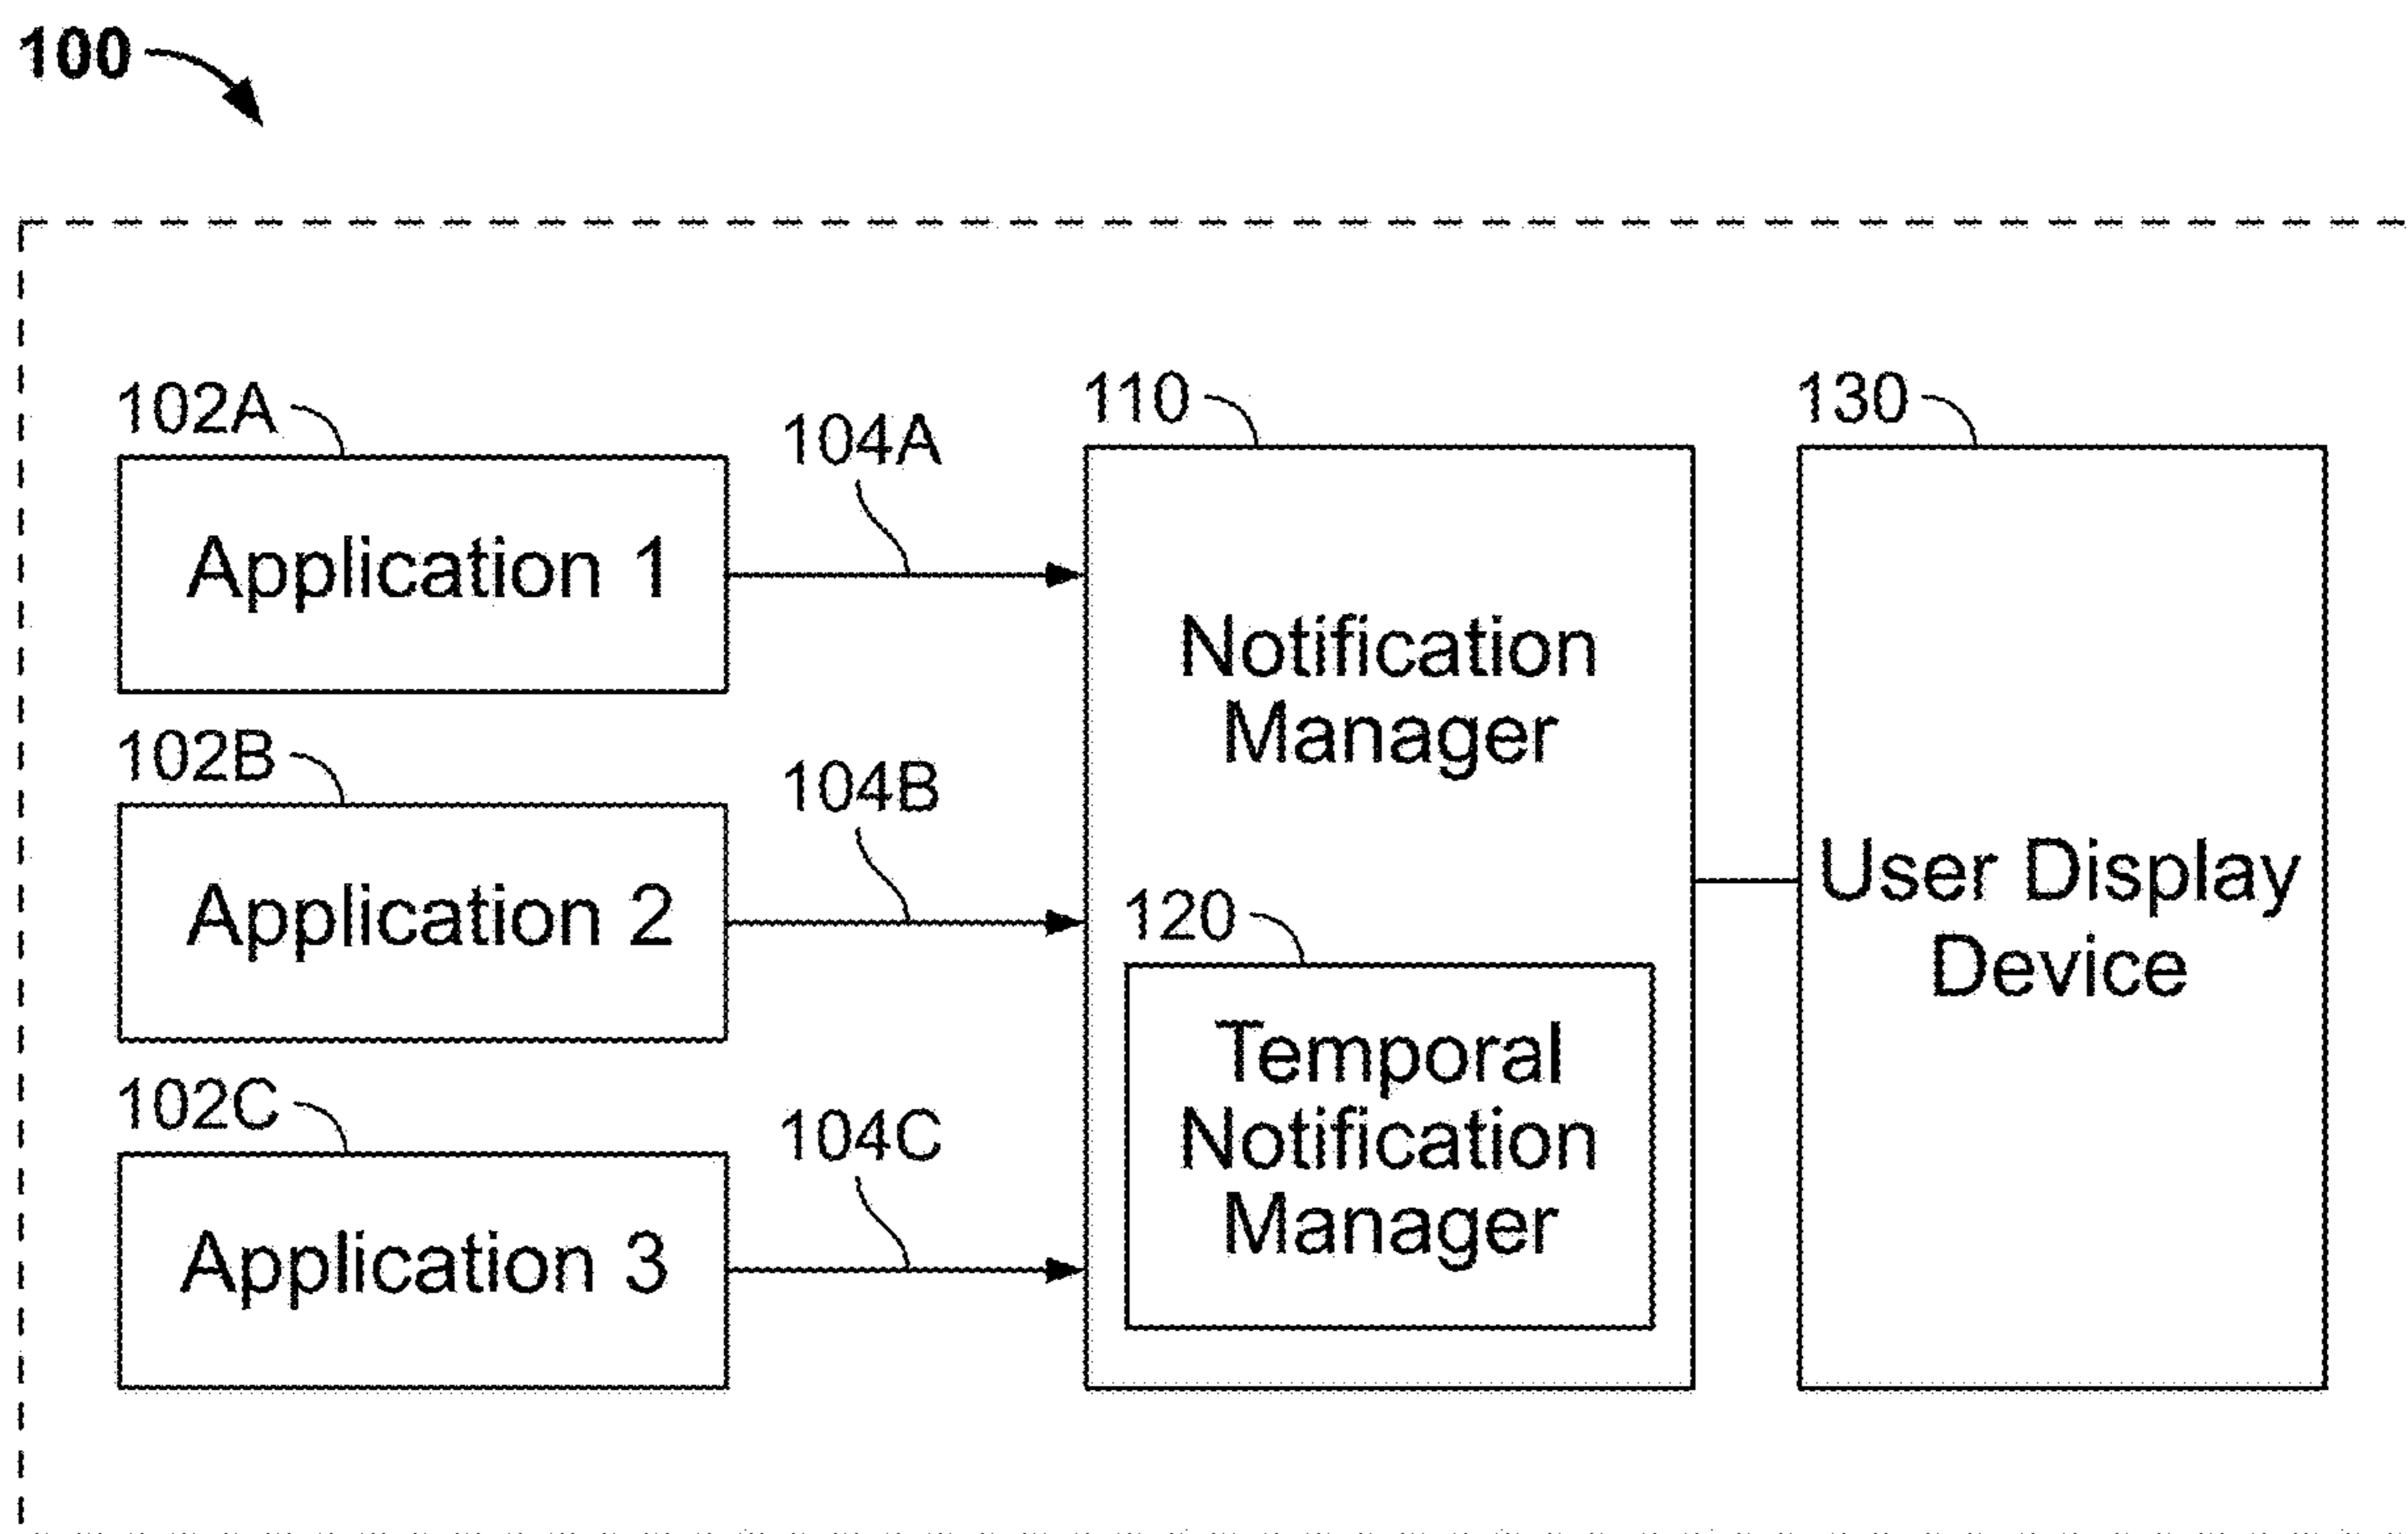 100
102A
Application 1
104A
102B
Application 2
104B
102C
Application 3
104C
110
Notification
Manager
120
Temporal
Notification
Manager
130
User Display
Device